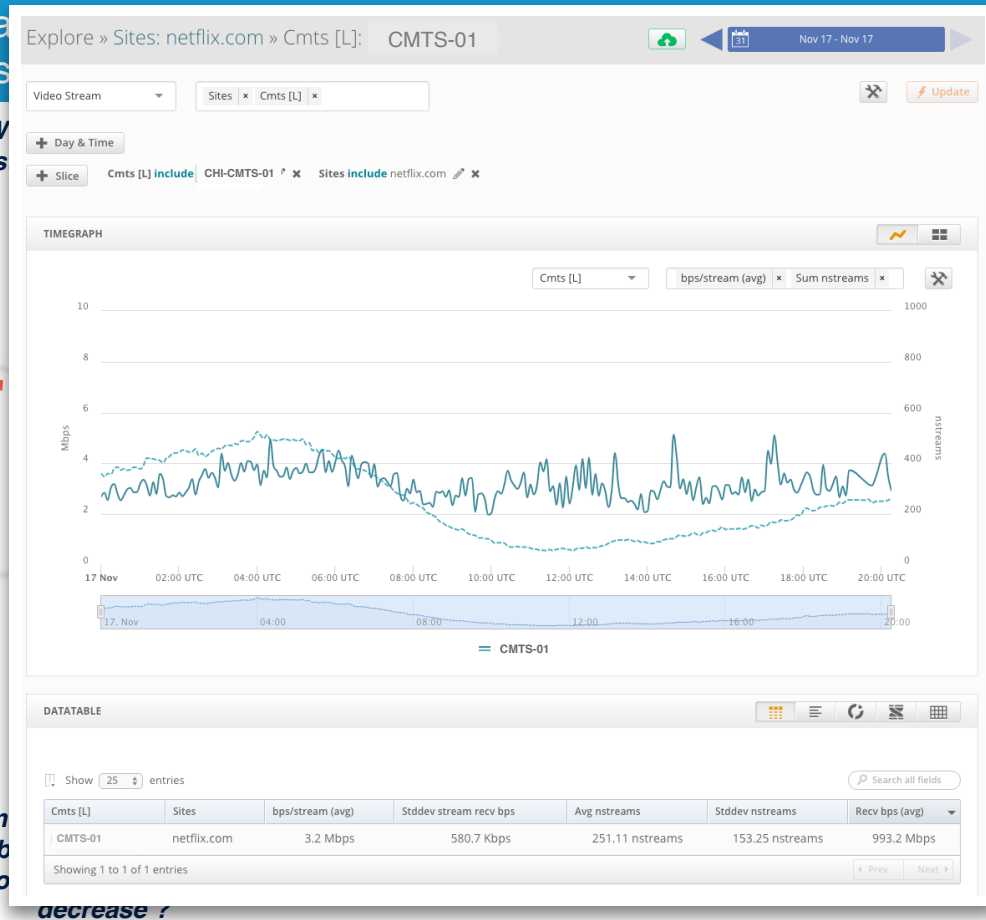 Explore » Sites: netflix.com » Cmts [L]: CMTS-01
31 Nov 17 - Nov 17
Video Stream Sites × Cmts [L] × Update
+ Day & Time
+ Slice Cmts [L] include CHI-CMTS-01 × Sites include netflix.com ×
TIMEGRAPH
Cmts [L] bps/stream (avg) × Sum nstreams ×
10 1000
8 800
6 600
Mbps nstreams
4 400
2 200
0 0
17 Nov 02:00 UTC 04:00 UTC 06:00 UTC 08:00 UTC 10:00 UTC 12:00 UTC 14:00 UTC 16:00 UTC 18:00 UTC 20:00 UTC
17. Nov 04:00 08:00 12:00 16:00 20:00
CMTS-01
DATATABLE
Show 25 entries Search all fields
Cmts [L] Sites bps/stream (avg) Stddev stream recv bps Avg nstreams Stddev nstreams Recv bps (avg)
CMTS-01 netflix.com 3.2 Mbps 580.7 Kbps 251.11 nstreams 153.25 nstreams 993.2 Mbps
Showing 1 to 1 of 1 entries Prev Next
decrease ?